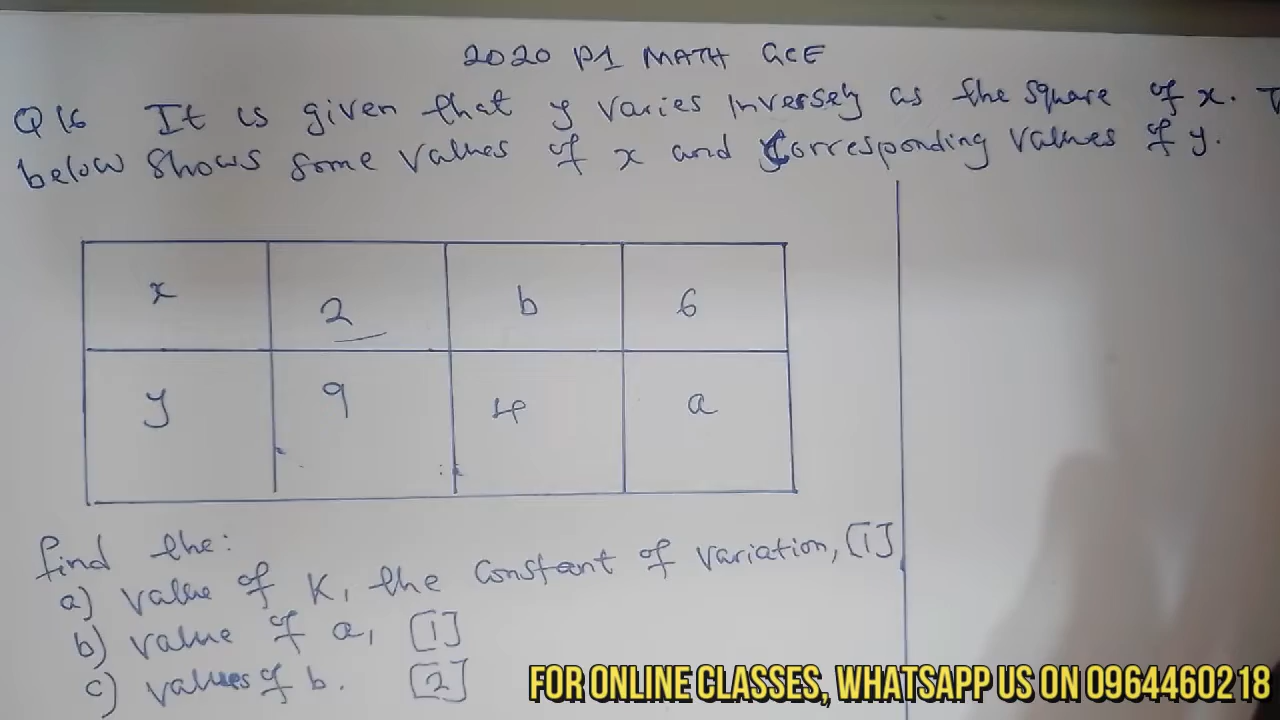 2020 P1 MATH GCE
Q16 It is given that y varies inversely as the square of x. T
below shows some values of x and corresponding values of y.
x 2 b 6
y 9 4 a
find the:
a) value of K, the constant of variation, [1]
b) value of a, [1]
c) values of b. [2]
FOR ONLINE CLASSES, WHATSAPP US ON 0964460218